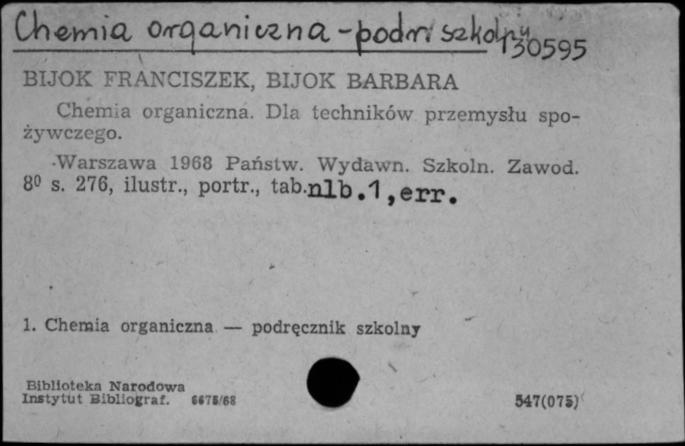 Chemia organiczna - podr. szkolny
130595
BIJOK FRANCISZEK, BIJOK BARBARA
Chemia organiczna. Dla techników przemysłu spo-
żywczego.
Warszawa 1968 Państw. Wydawn. Szkoln. Zawod.
8⁰ s. 276, ilustr., portr., tab.nlb.1,err.
1. Chemia organiczna — podręcznik szkolny
Biblioteka Narodowa
Instytut Bibliograf. 6675/68
547(075)